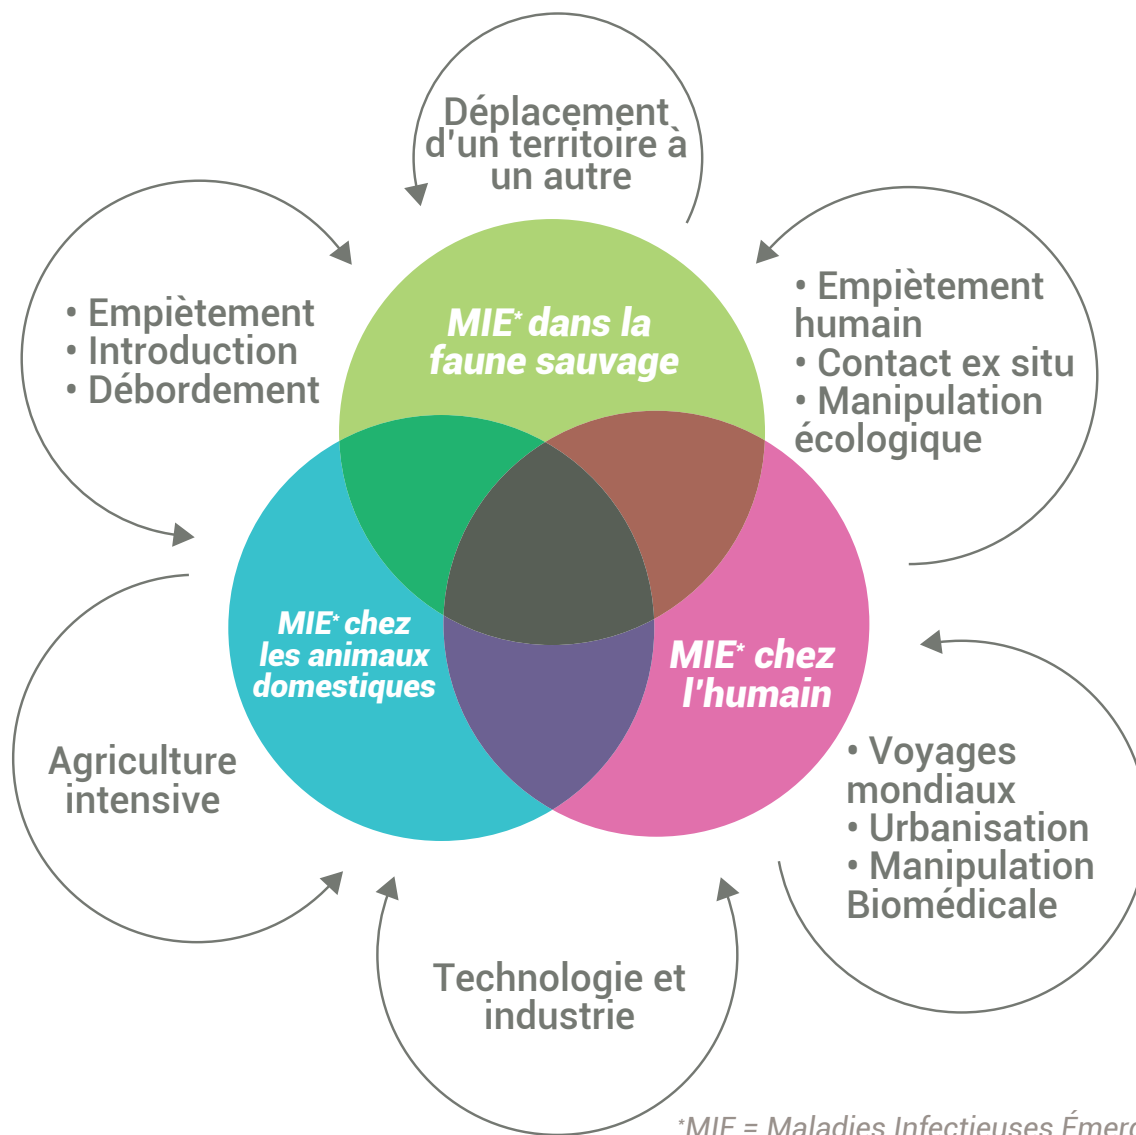 Déplacement
d'un territoire à
un autre
• Empiètement
• Introduction
• Débordement
• Empiètement
humain
• Contact ex situ
• Manipulation
écologique
MIE* dans la
faune sauvage
MIE* chez
les animaux
domestiques
MIE* chez
l'humain
Agriculture
intensive
• Voyages
mondiaux
• Urbanisation
• Manipulation
Biomédicale
Technologie et
industrie
*MIE = Maladies Infectieuses